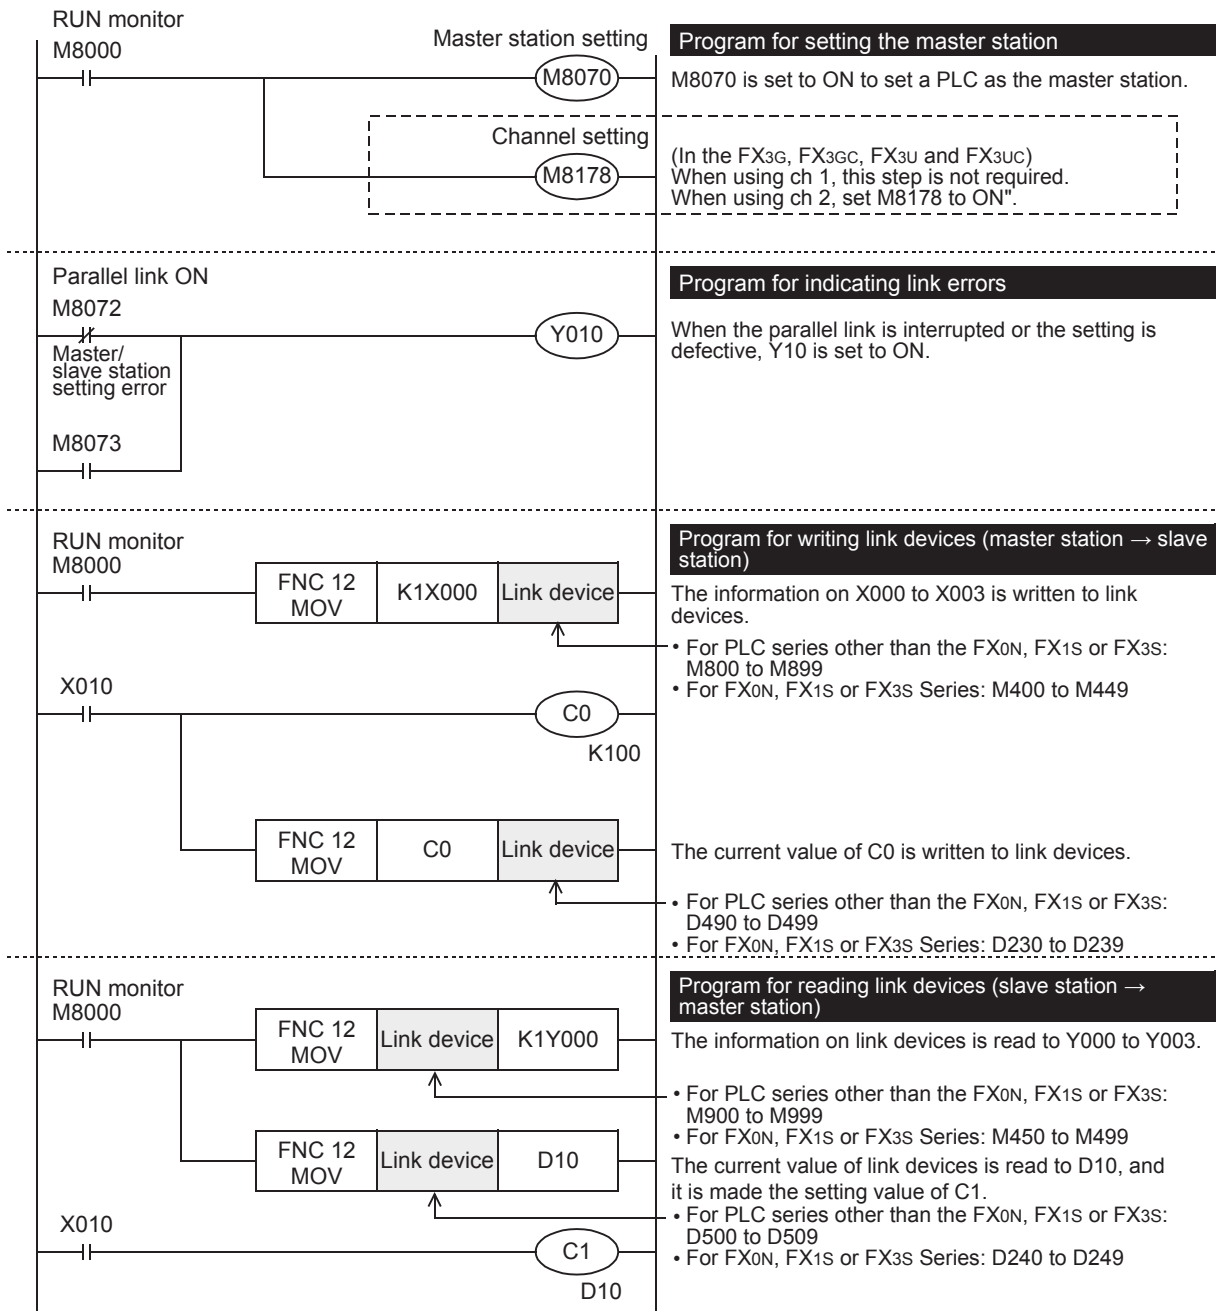 RUN monitor
M8000
Master station setting
M8070
Program for setting the master station
M8070 is set to ON to set a PLC as the master station.
Channel setting
M8178
(In the FX3G, FX3GC, FX3U and FX3UC)
When using ch 1, this step is not required.
When using ch 2, set M8178 to ON".
Parallel link ON
M8072
Master/
slave station
setting error
M8073
Y010
Program for indicating link errors
When the parallel link is interrupted or the setting is
defective, Y10 is set to ON.
RUN monitor
M8000
FNC 12
MOV
K1X000
Link device
Program for writing link devices (master station → slave
station)
The information on X000 to X003 is written to link
devices.
• For PLC series other than the FX0N, FX1S or FX3S:
M800 to M899
• For FX0N, FX1S or FX3S Series: M400 to M449
X010
C0
K100
FNC 12
MOV
C0
Link device
The current value of C0 is written to link devices.
• For PLC series other than the FX0N, FX1S or FX3S:
D490 to D499
• For FX0N, FX1S or FX3S Series: D230 to D239
RUN monitor
M8000
FNC 12
MOV
Link device
K1Y000
Program for reading link devices (slave station →
master station)
The information on link devices is read to Y000 to Y003.
• For PLC series other than the FX0N, FX1S or FX3S:
M900 to M999
• For FX0N, FX1S or FX3S Series: M450 to M499
FNC 12
MOV
Link device
D10
The current value of link devices is read to D10, and
it is made the setting value of C1.
• For PLC series other than the FX0N, FX1S or FX3S:
D500 to D509
• For FX0N, FX1S or FX3S Series: D240 to D249
X010
C1
D10